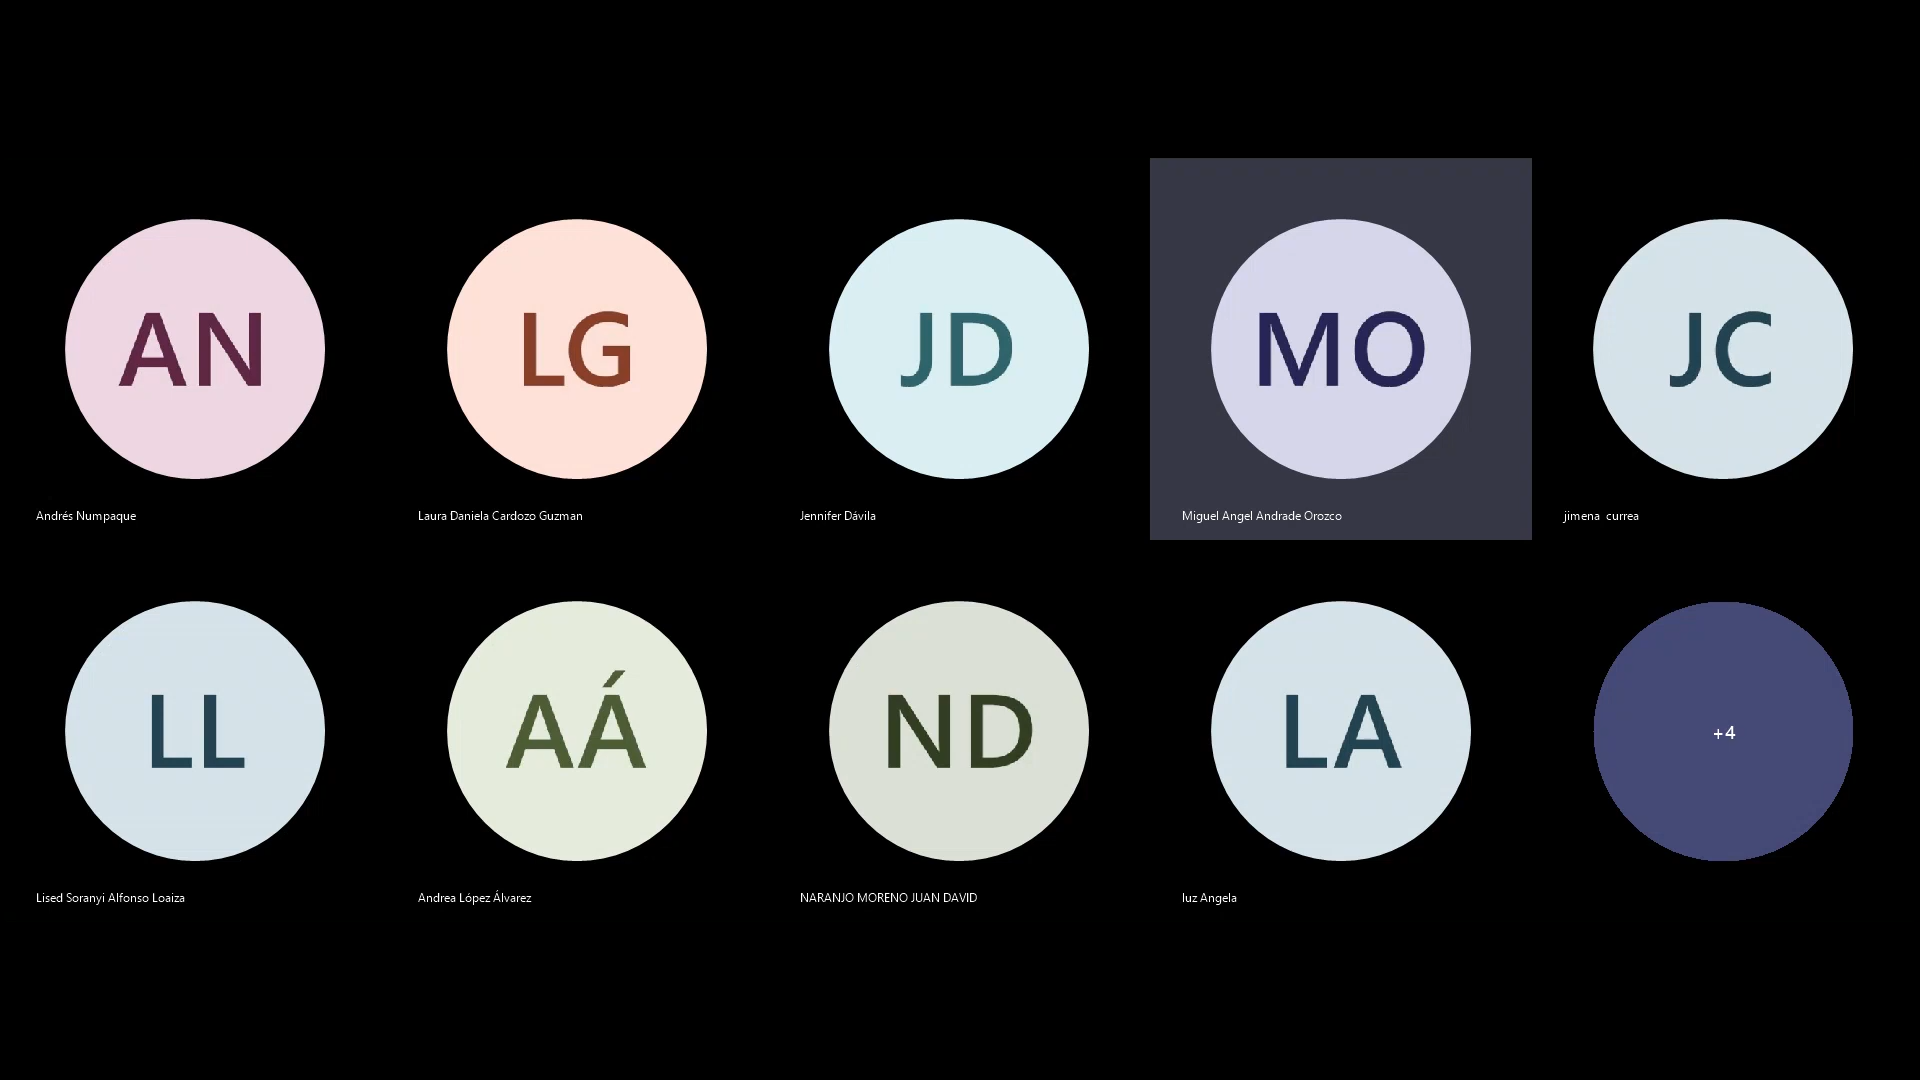 AN
LG
JD
MO
JC
Andrés Numpaque
Laura Daniela Cardozo Guzman
Jennifer Dávila
Miguel Angel Andrade Orozco
jimena  currea
LL
AÁ
ND
LA
+4
Lised Soranyi Alfonso Loaiza
Andrea López Álvarez
NARANJO MORENO JUAN DAVID
luz Angela